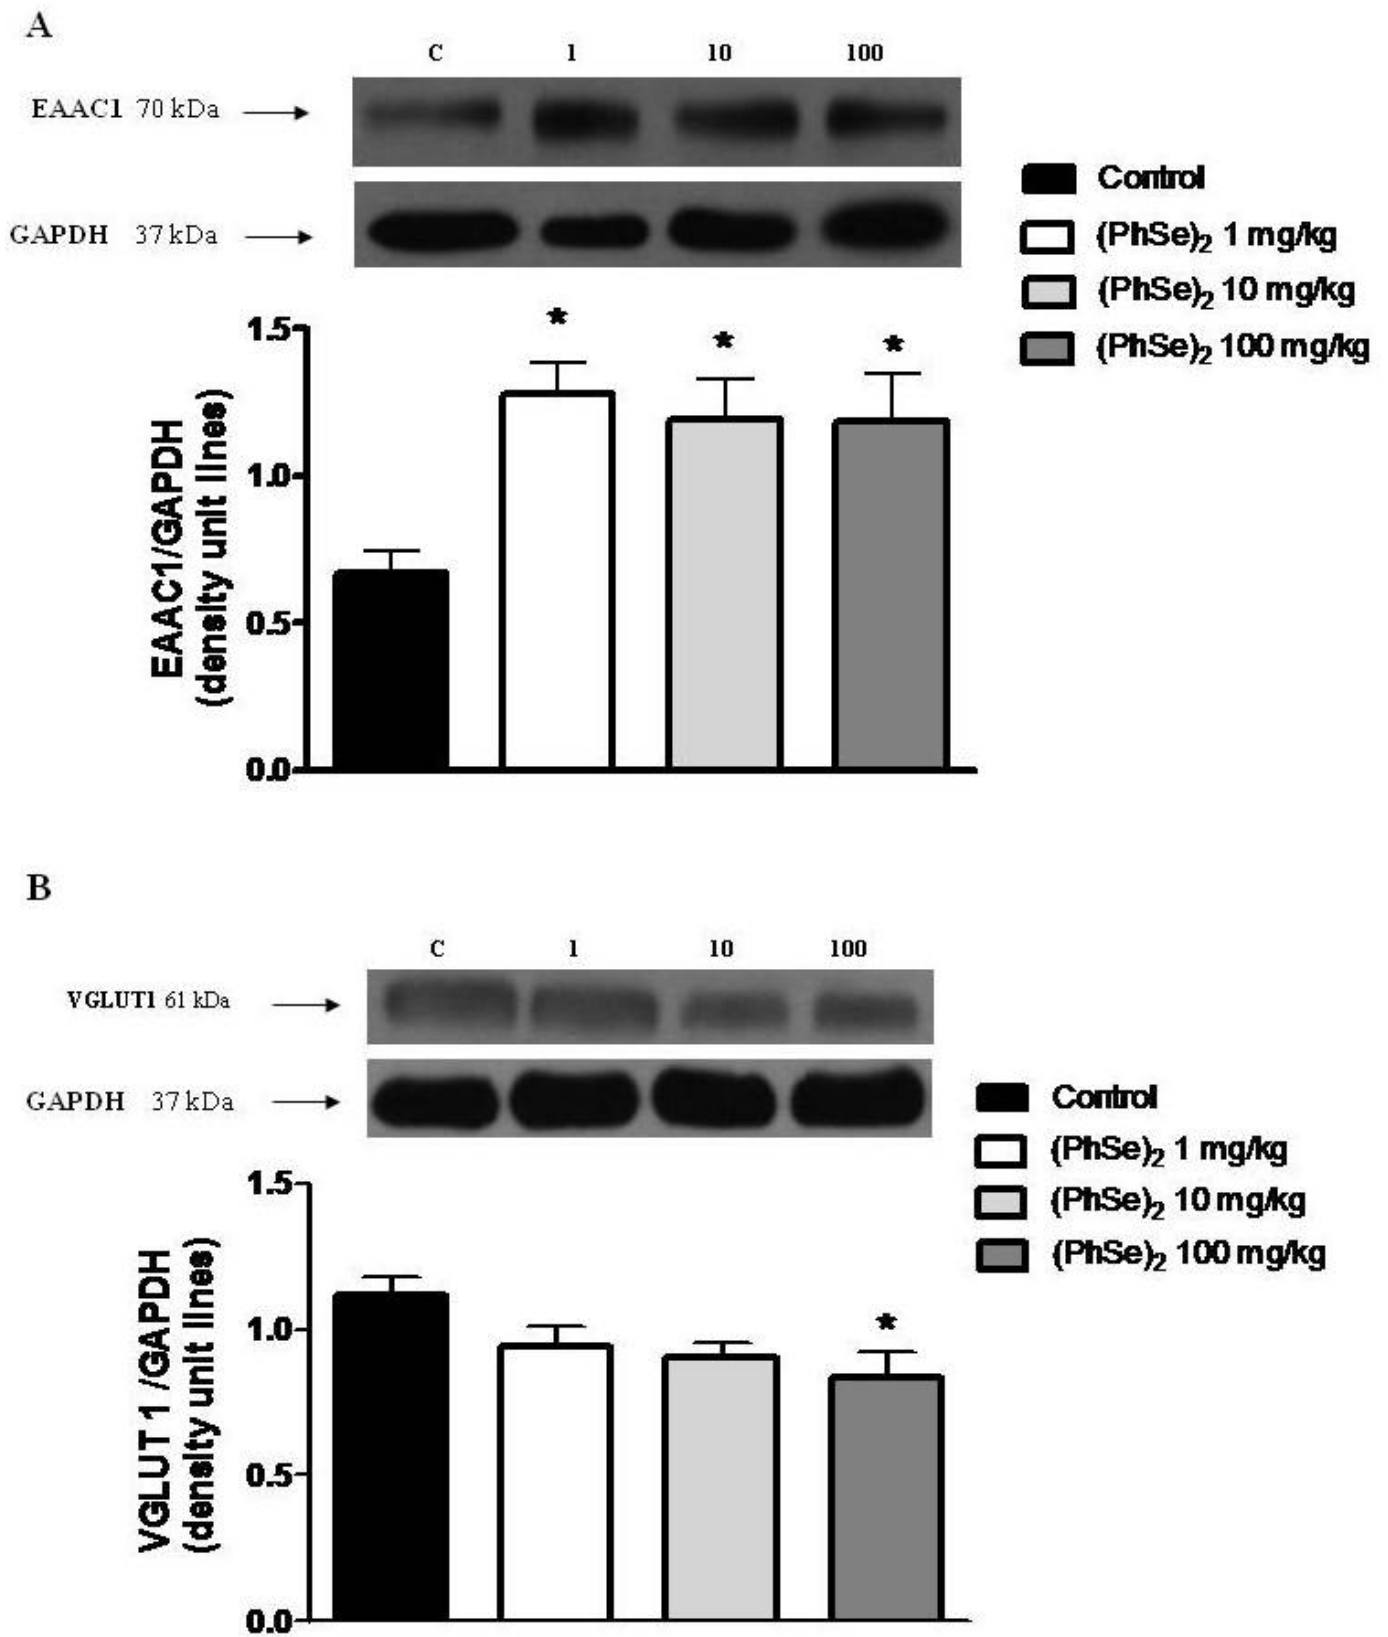 A
C 1 10 100
EAAC1 70 kDa
GAPDH 37 kDa
Control
(PhSe)₂ 1 mg/kg
(PhSe)₂ 10 mg/kg
(PhSe)₂ 100 mg/kg
EAAC1/GAPDH
(density unit lines)
1.5
1.0
0.5
0.0
* * *
B
C 1 10 100
VGLUT1 61 kDa
GAPDH 37 kDa
Control
(PhSe)₂ 1 mg/kg
(PhSe)₂ 10 mg/kg
(PhSe)₂ 100 mg/kg
VGLUT 1 /GAPDH
(density unit lines)
1.5
1.0
0.5
0.0
*